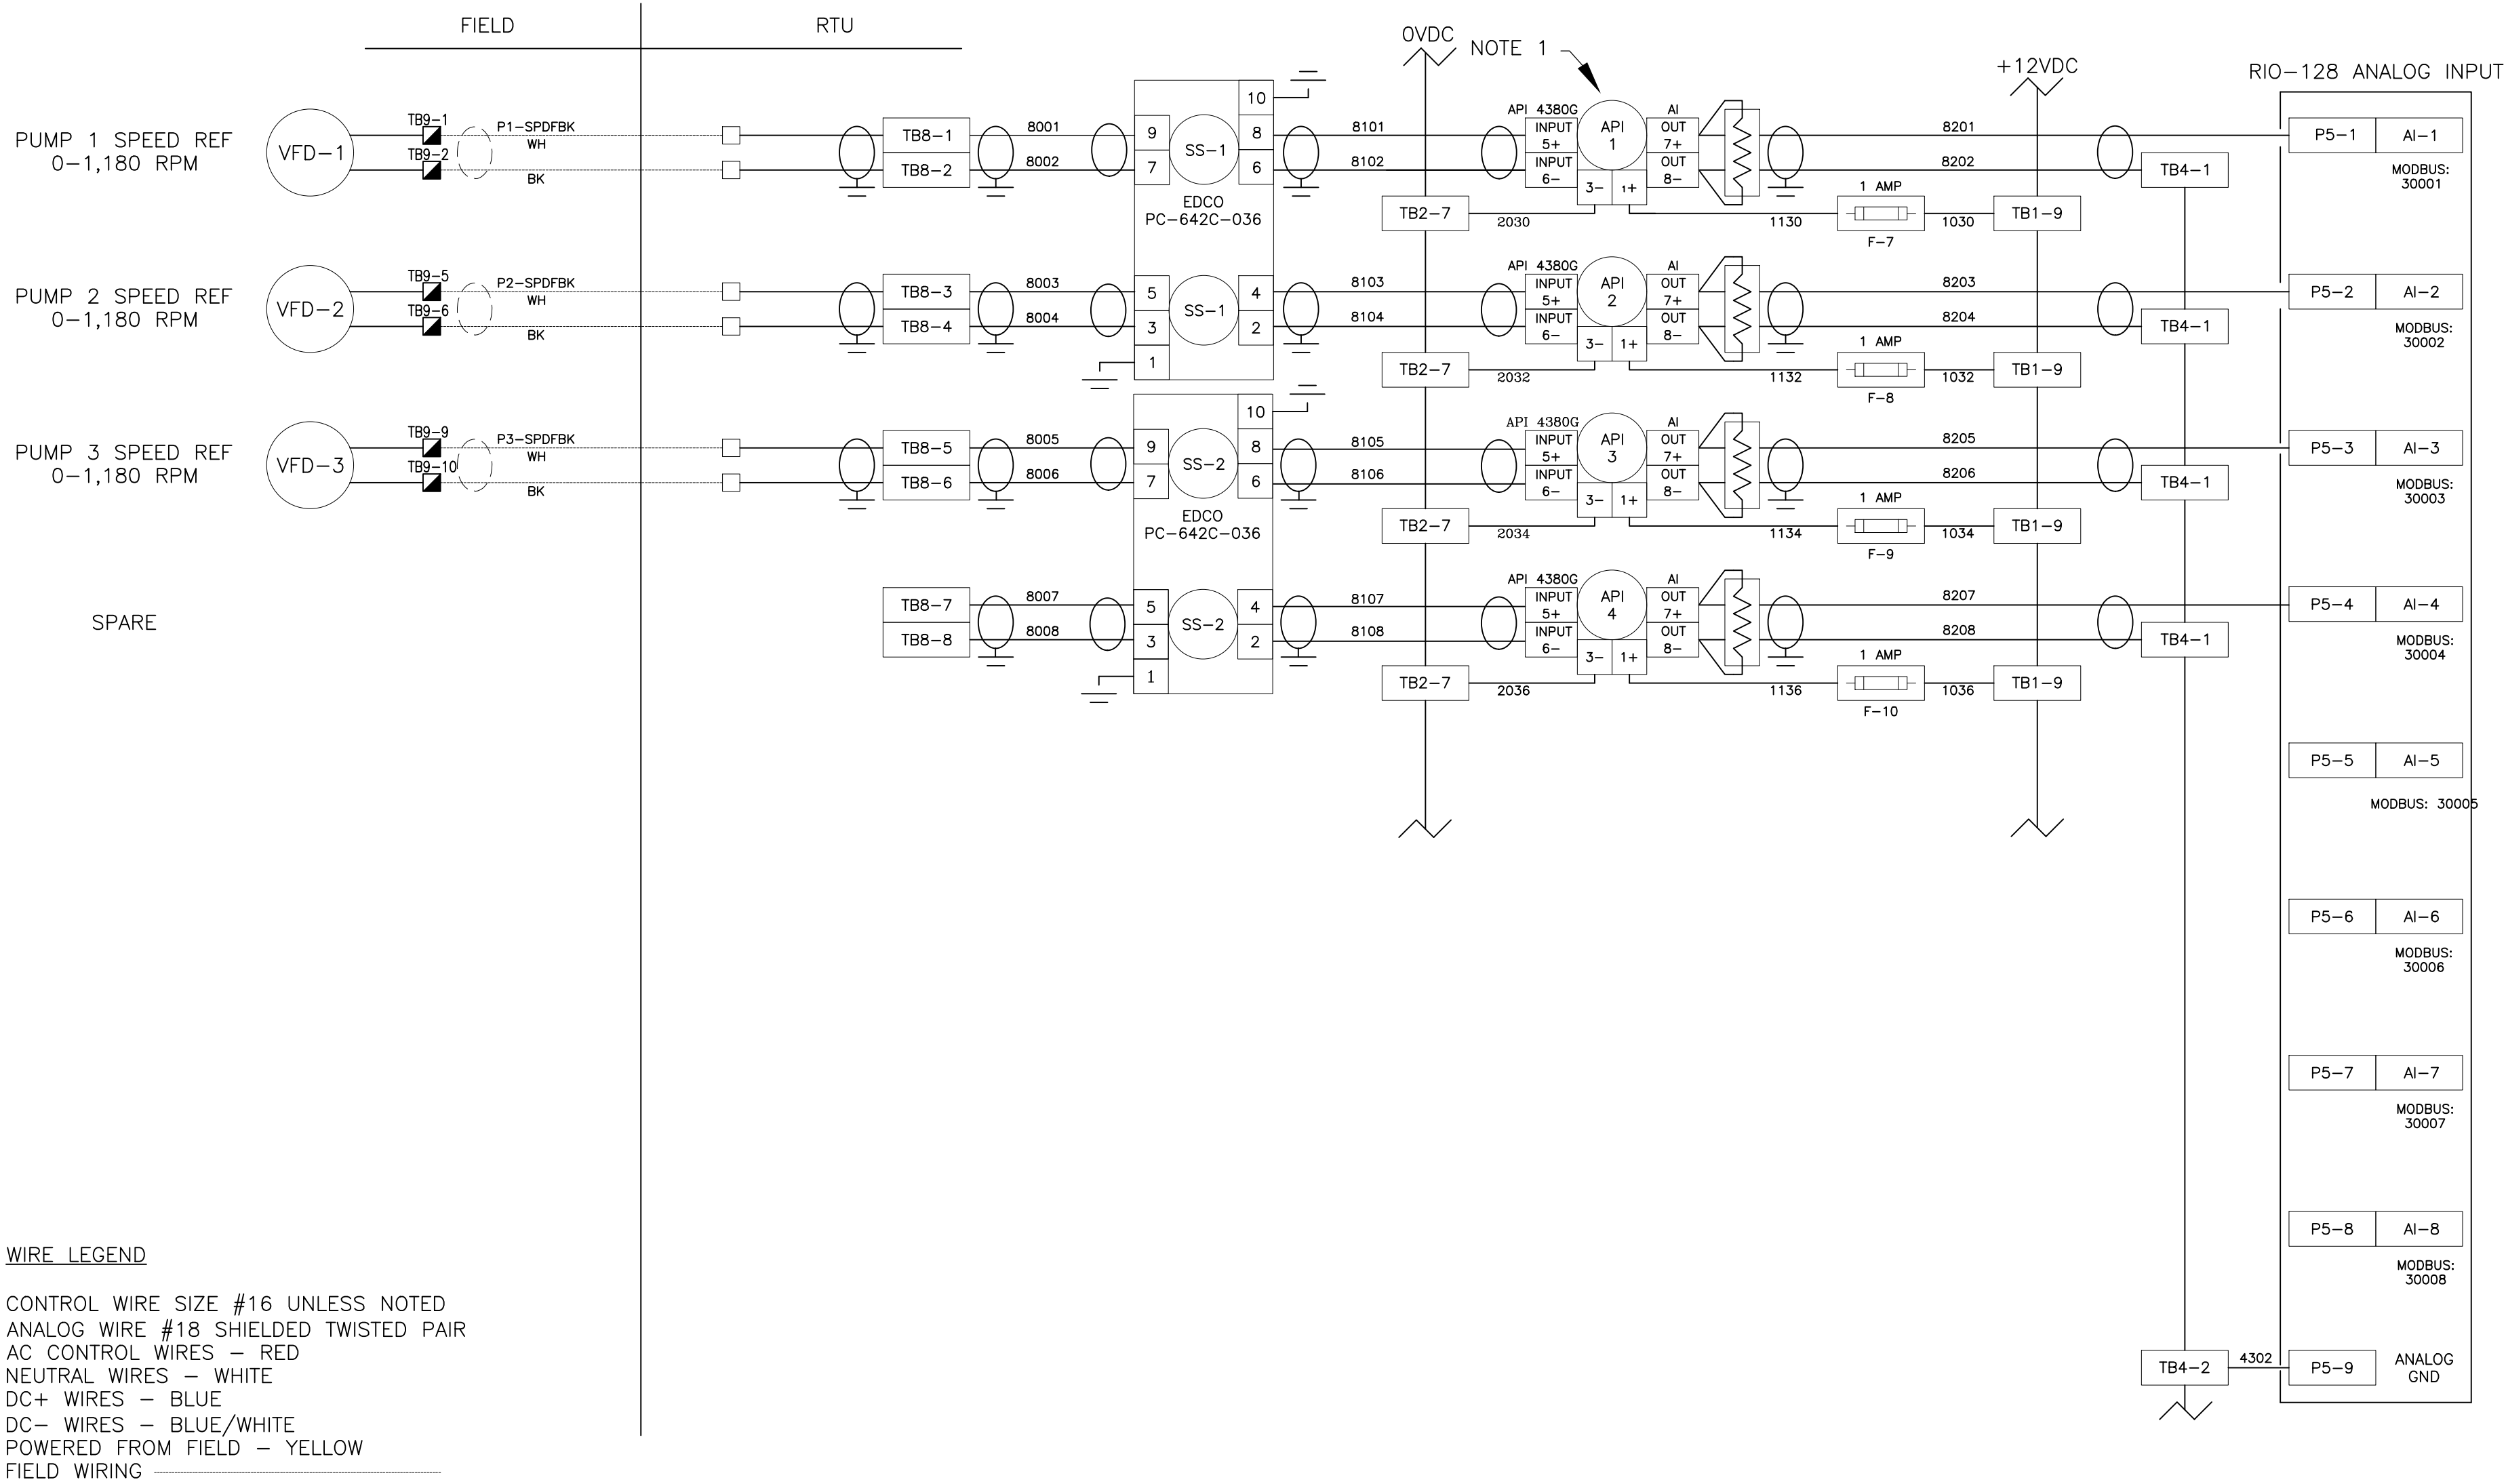 FIELD
RTU
0VDC
NOTE 1
+12VDC
RIO-128 ANALOG INPUT
PUMP 1 SPEED REF
0-1,180 RPM
VFD-1
TB9-1
TB9-2
P1-SPDFBK
WH
BK
TB8-1
TB8-2
8001
8002
10
9
8
7
6
SS-1
EDCO
PC-642C-036
8101
8102
API 4380G
INPUT
5+
INPUT
6-
API
1
3-
1+
AI
OUT
7+
OUT
8-
8201
8202
TB4-1
P5-1
AI-1
MODBUS:
30001
TB2-7
2030
1130
1 AMP
F-7
1030
TB1-9
PUMP 2 SPEED REF
0-1,180 RPM
VFD-2
TB9-5
TB9-6
P2-SPDFBK
WH
BK
TB8-3
TB8-4
8003
8004
5
4
3
2
1
SS-1
8103
8104
API 4380G
INPUT
5+
INPUT
6-
API
2
3-
1+
AI
OUT
7+
OUT
8-
8203
8204
TB4-1
P5-2
AI-2
MODBUS:
30002
TB2-7
2032
1132
1 AMP
F-8
1032
TB1-9
PUMP 3 SPEED REF
0-1,180 RPM
VFD-3
TB9-9
TB9-10
P3-SPDFBK
WH
BK
TB8-5
TB8-6
8005
8006
10
9
8
7
6
SS-2
EDCO
PC-642C-036
8105
8106
API 4380G
INPUT
5+
INPUT
6-
API
3
3-
1+
AI
OUT
7+
OUT
8-
8205
8206
TB4-1
P5-3
AI-3
MODBUS:
30003
TB2-7
2034
1134
1 AMP
F-9
1034
TB1-9
SPARE
TB8-7
TB8-8
8007
8008
5
4
3
2
1
SS-2
8107
8108
API 4380G
INPUT
5+
INPUT
6-
API
4
3-
1+
AI
OUT
7+
OUT
8-
8207
8208
TB4-1
P5-4
AI-4
MODBUS:
30004
TB2-7
2036
1136
1 AMP
F-10
1036
TB1-9
P5-5
AI-5
MODBUS: 30005
P5-6
AI-6
MODBUS:
30006
P5-7
AI-7
MODBUS:
30007
P5-8
AI-8
MODBUS:
30008
TB4-2
4302
P5-9
ANALOG
GND
WIRE LEGEND
CONTROL WIRE SIZE #16 UNLESS NOTED
ANALOG WIRE #18 SHIELDED TWISTED PAIR
AC CONTROL WIRES - RED
NEUTRAL WIRES - WHITE
DC+ WIRES - BLUE
DC- WIRES - BLUE/WHITE
POWERED FROM FIELD - YELLOW
FIELD WIRING